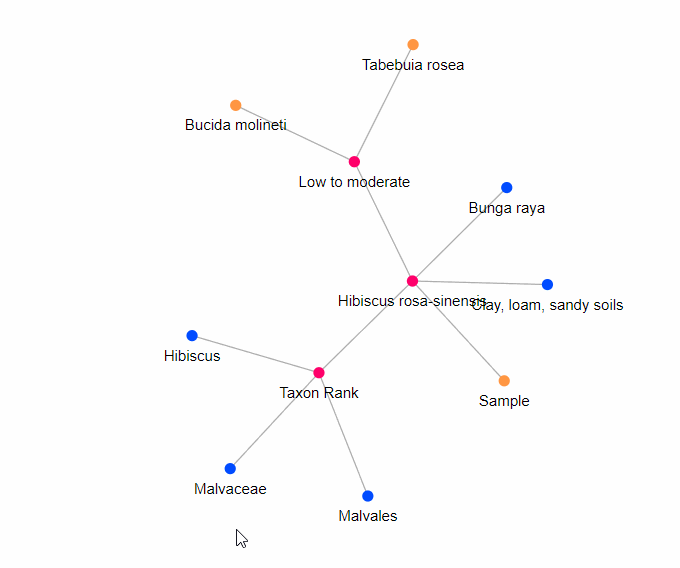 Tabebuia rosea
Bucida molineti
Low to moderate
Bunga raya
Hibiscus rosa-sinensis
Clay, loam, sandy soils
Hibiscus
Taxon Rank
Sample
Malvaceae
Malvales